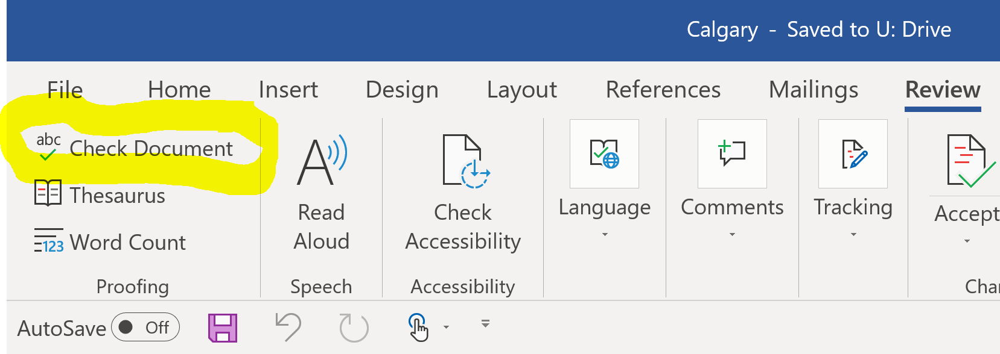 Calgary - Saved to U: Drive
File Home Insert Design Layout References Mailings Review
abc Check Document
Thesaurus
123 Word Count
Proofing
Read
Aloud
Speech
Check
Accessibility
Accessibility
Language
Comments
Tracking
Accept
Char
AutoSave Off